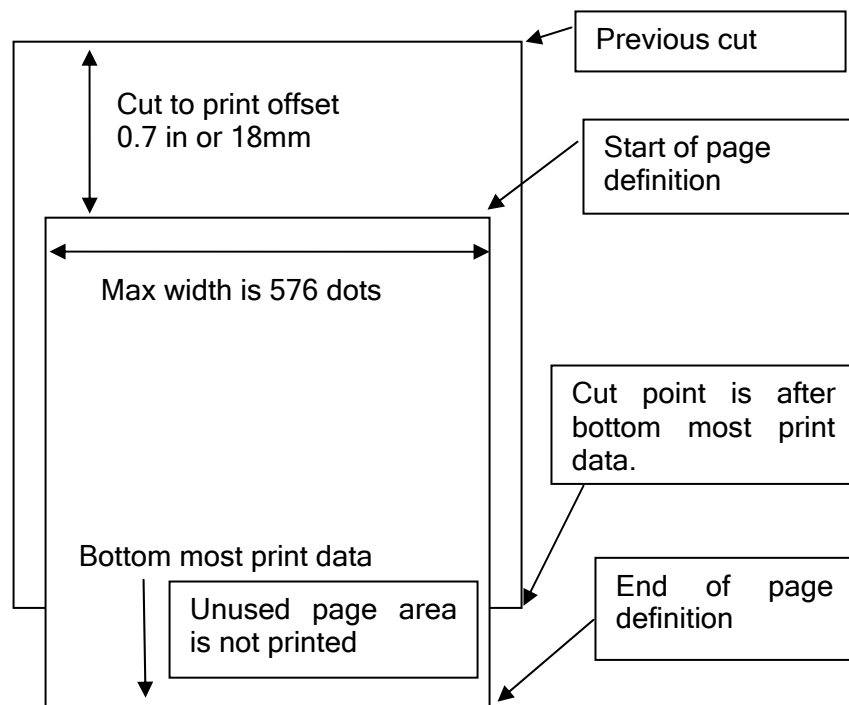 Previous cut
Cut to print offset
0.7 in or 18mm
Start of page
definition
Max width is 576 dots
Cut point is after
bottom most print
data.
Bottom most print data
Unused page area
is not printed
End of page
definition